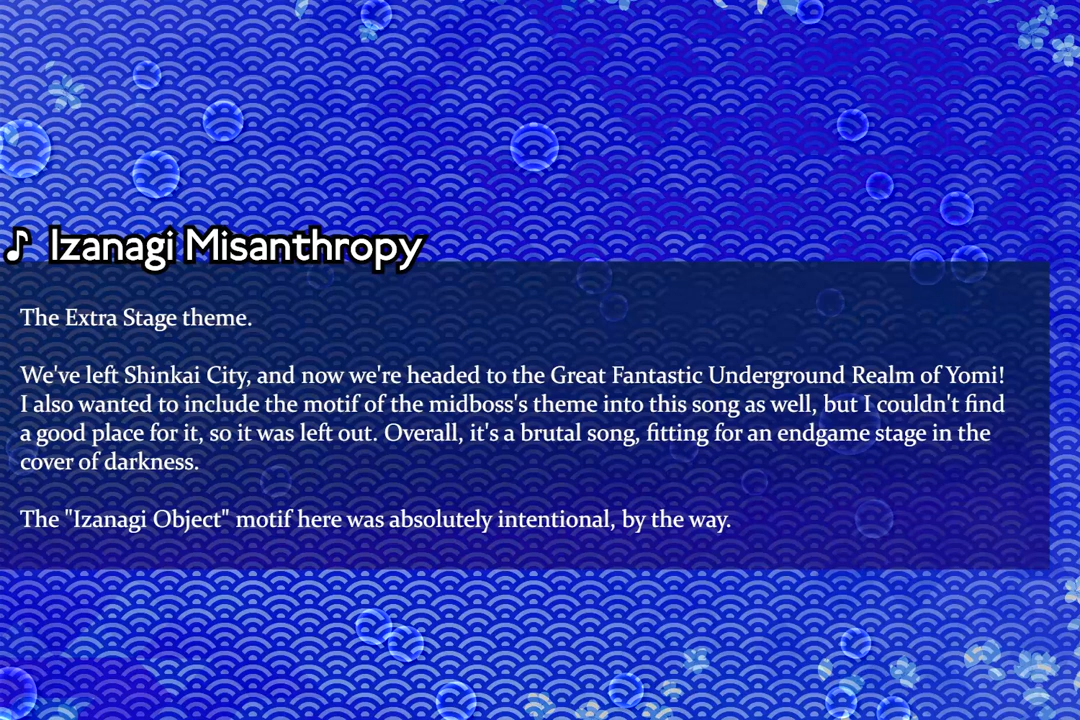 ♪ Izanagi Misanthropy
The Extra Stage theme.
We've left Shinkai City, and now we're headed to the Great Fantastic Underground Realm of Yomi!
I also wanted to include the motif of the midboss's theme into this song as well, but I couldn't find
a good place for it, so it was left out. Overall, it's a brutal song, fitting for an endgame stage in the
cover of darkness.
The "Izanagi Object" motif here was absolutely intentional, by the way.